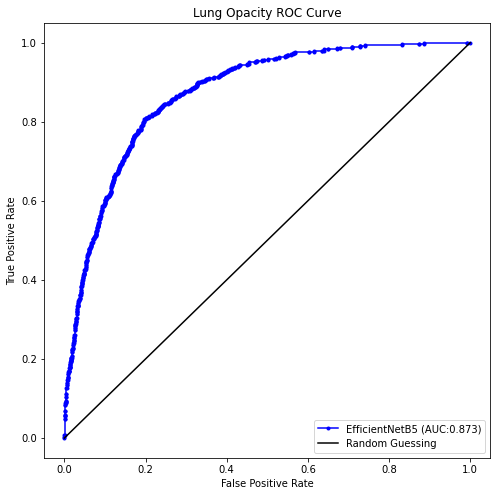 Lung Opacity ROC Curve
1.0
0.8
0.6
0.4
0.2
0.0
True Positive Rate
EfficientNetB5 (AUC:0.873)
Random Guessing
0.0 0.2 0.4 0.6 0.8 1.0
False Positive Rate